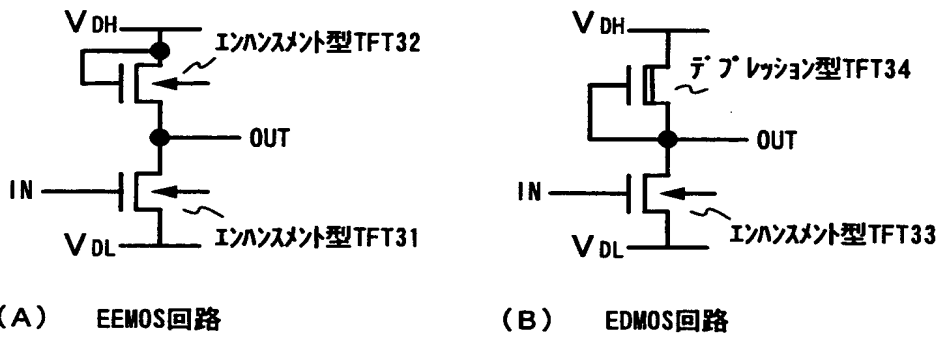 VDH
エンハンスメント型TFT32
OUT
IN
エンハンスメント型TFT31
VDL
(A) EEMOS回路
VDH
デプレッション型TFT34
OUT
IN
エンハンスメント型TFT33
VDL
(B) EDMOS回路